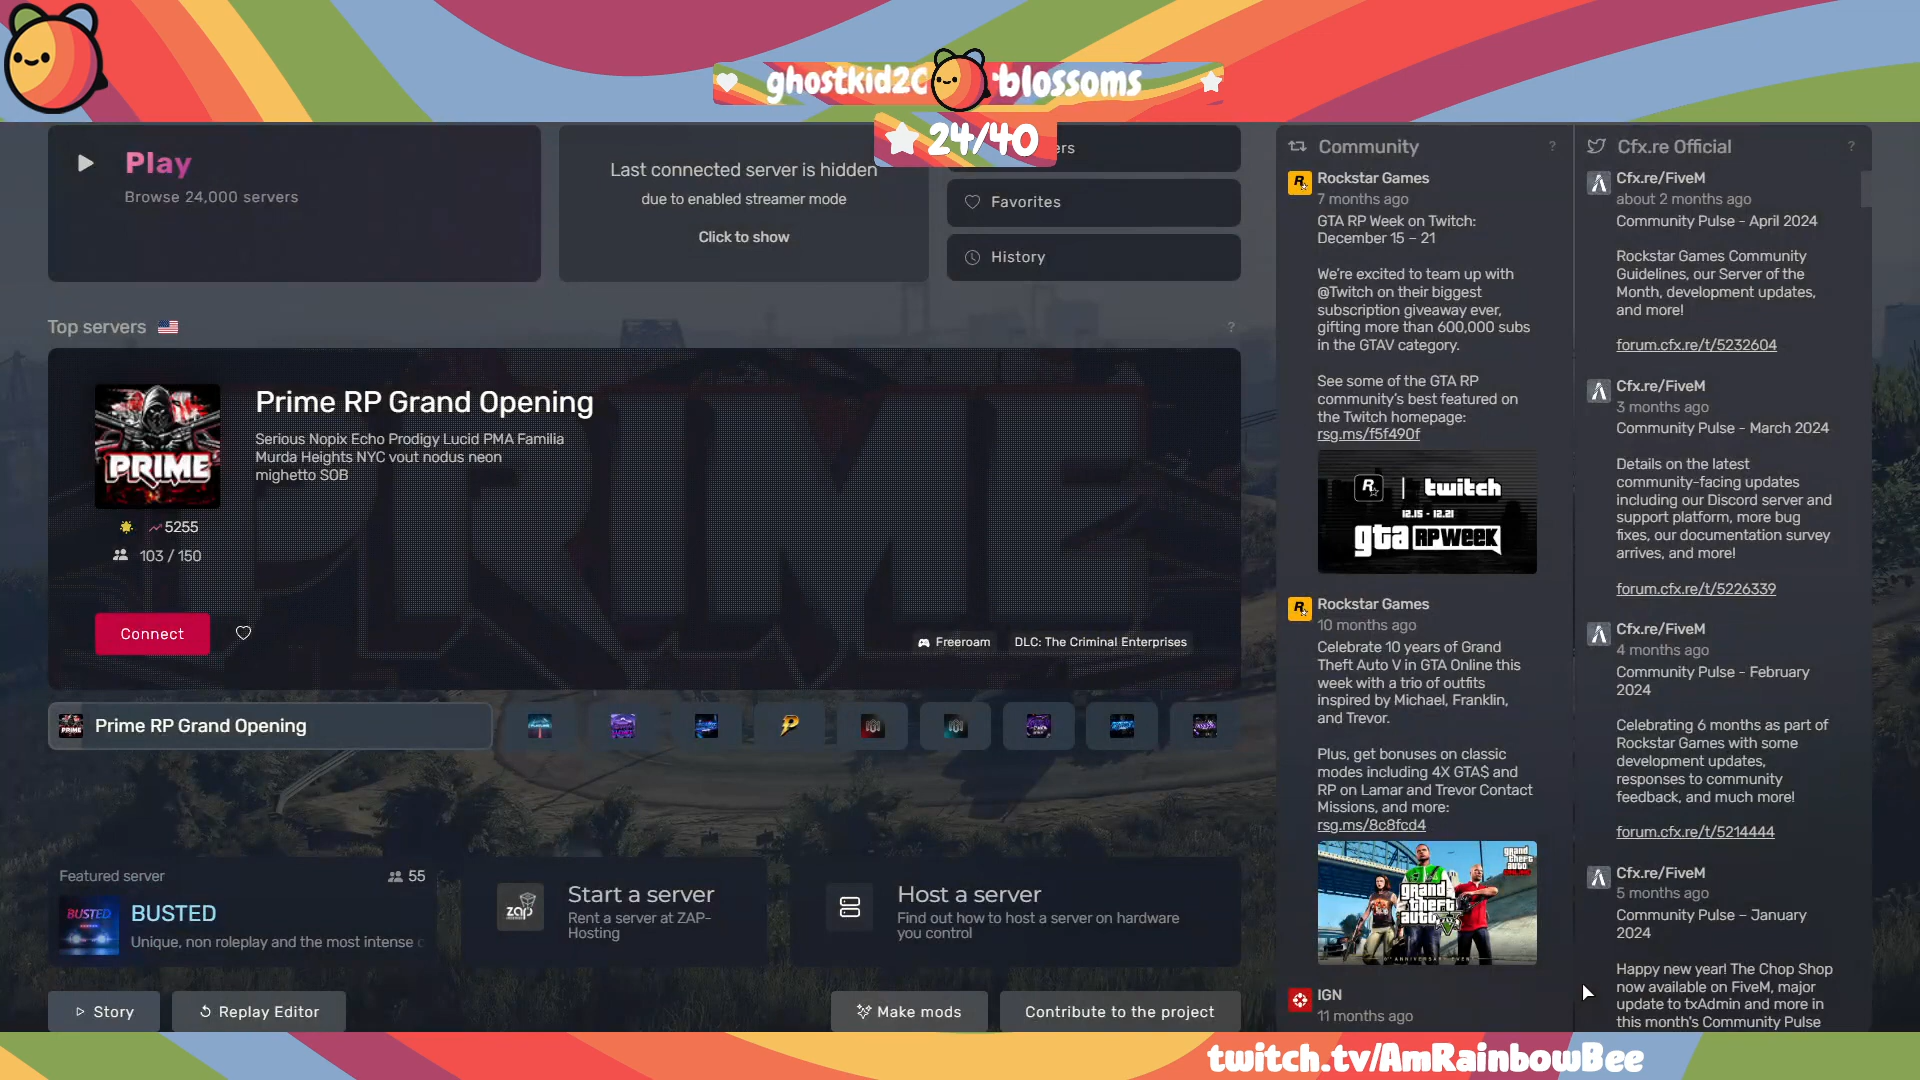 ghostkid2C blossoms
24/40
Play
Browse 24,000 servers
Last connected server is hidden
due to enabled streamer mode
Click to show
ers
Favorites
History
Top servers
?
Prime RP Grand Opening
Serious Nopix Echo Prodigy Lucid PMA Familia
Murda Heights NYC vout nodus neon
mighetto SOB
PRIME
5255
103 / 150
Connect
Freeroam
DLC: The Criminal Enterprises
PRIME
Prime RP Grand Opening
Featured server
55
BUSTED
BUSTED
Unique, non roleplay and the most intense c
zap
Start a server
Rent a server at ZAP-
Hosting
Host a server
Find out how to host a server on hardware
you control
Story
Replay Editor
Make mods
Contribute to the project
Community
?
Rockstar Games
7 months ago
GTA RP Week on Twitch:
December 15 – 21
We're excited to team up with
@Twitch on their biggest
subscription giveaway ever,
gifting more than 600,000 subs
in the GTAV category.
See some of the GTA RP
community's best featured on
the Twitch homepage:
rsg.ms/f5f490f
R | twitch
12.15 - 12.21
gta RP WEEK
Rockstar Games
10 months ago
Celebrate 10 years of Grand
Theft Auto V in GTA Online this
week with a trio of outfits
inspired by Michael, Franklin,
and Trevor.
Plus, get bonuses on classic
modes including 4X GTA$ and
RP on Lamar and Trevor Contact
Missions, and more:
rsg.ms/8c8fcd4
grand
theft
auto
V
IGN
11 months ago
Cfx.re Official
?
Cfx.re/FiveM
about 2 months ago
Community Pulse - April 2024
Rockstar Games Community
Guidelines, our Server of the
Month, development updates,
and more!
forum.cfx.re/t/5232604
Cfx.re/FiveM
3 months ago
Community Pulse - March 2024
Details on the latest
community-facing updates
including our Discord server and
support platform, more bug
fixes, our documentation survey
arrives, and more!
forum.cfx.re/t/5226339
Cfx.re/FiveM
4 months ago
Community Pulse - February
2024
Celebrating 6 months as part of
Rockstar Games with some
development updates,
responses to community
feedback, and much more!
forum.cfx.re/t/5214444
Cfx.re/FiveM
5 months ago
Community Pulse – January
2024
Happy new year! The Chop Shop
now available on FiveM, major
update to txAdmin and more in
this month's Community Pulse
twitch.tv/AmRainbowBee